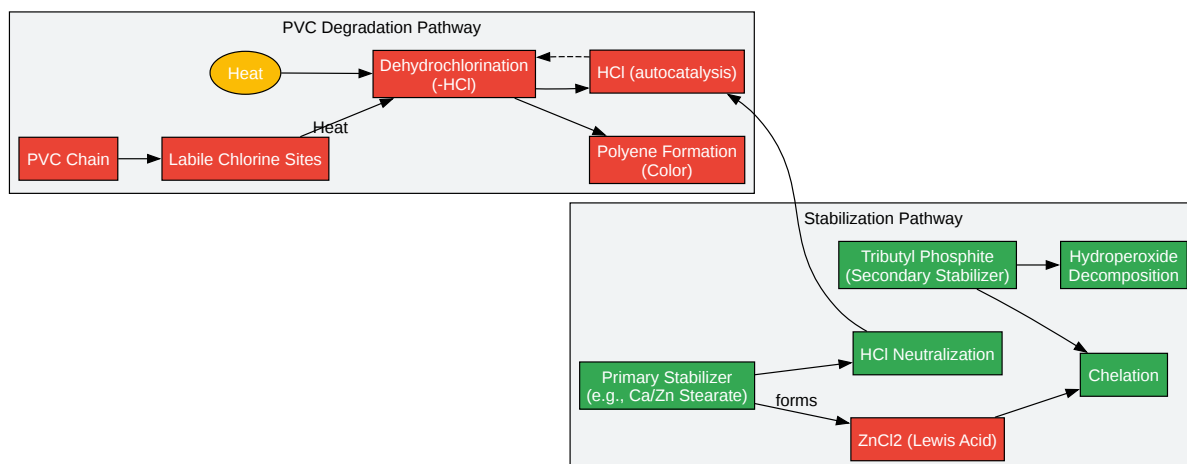 PVC Degradation Pathway
Heat
Dehydrochlorination
(-HCl)
HCl (autocatalysis)
Heat
PVC Chain
Labile Chlorine Sites
Polyene Formation
(Color)
Stabilization Pathway
Tributyl Phosphite
(Secondary Stabilizer)
Hydroperoxide
Decomposition
HCl Neutralization
Primary Stabilizer
(e.g., Ca/Zn Stearate)
Chelation
forms
ZnCl2 (Lewis Acid)